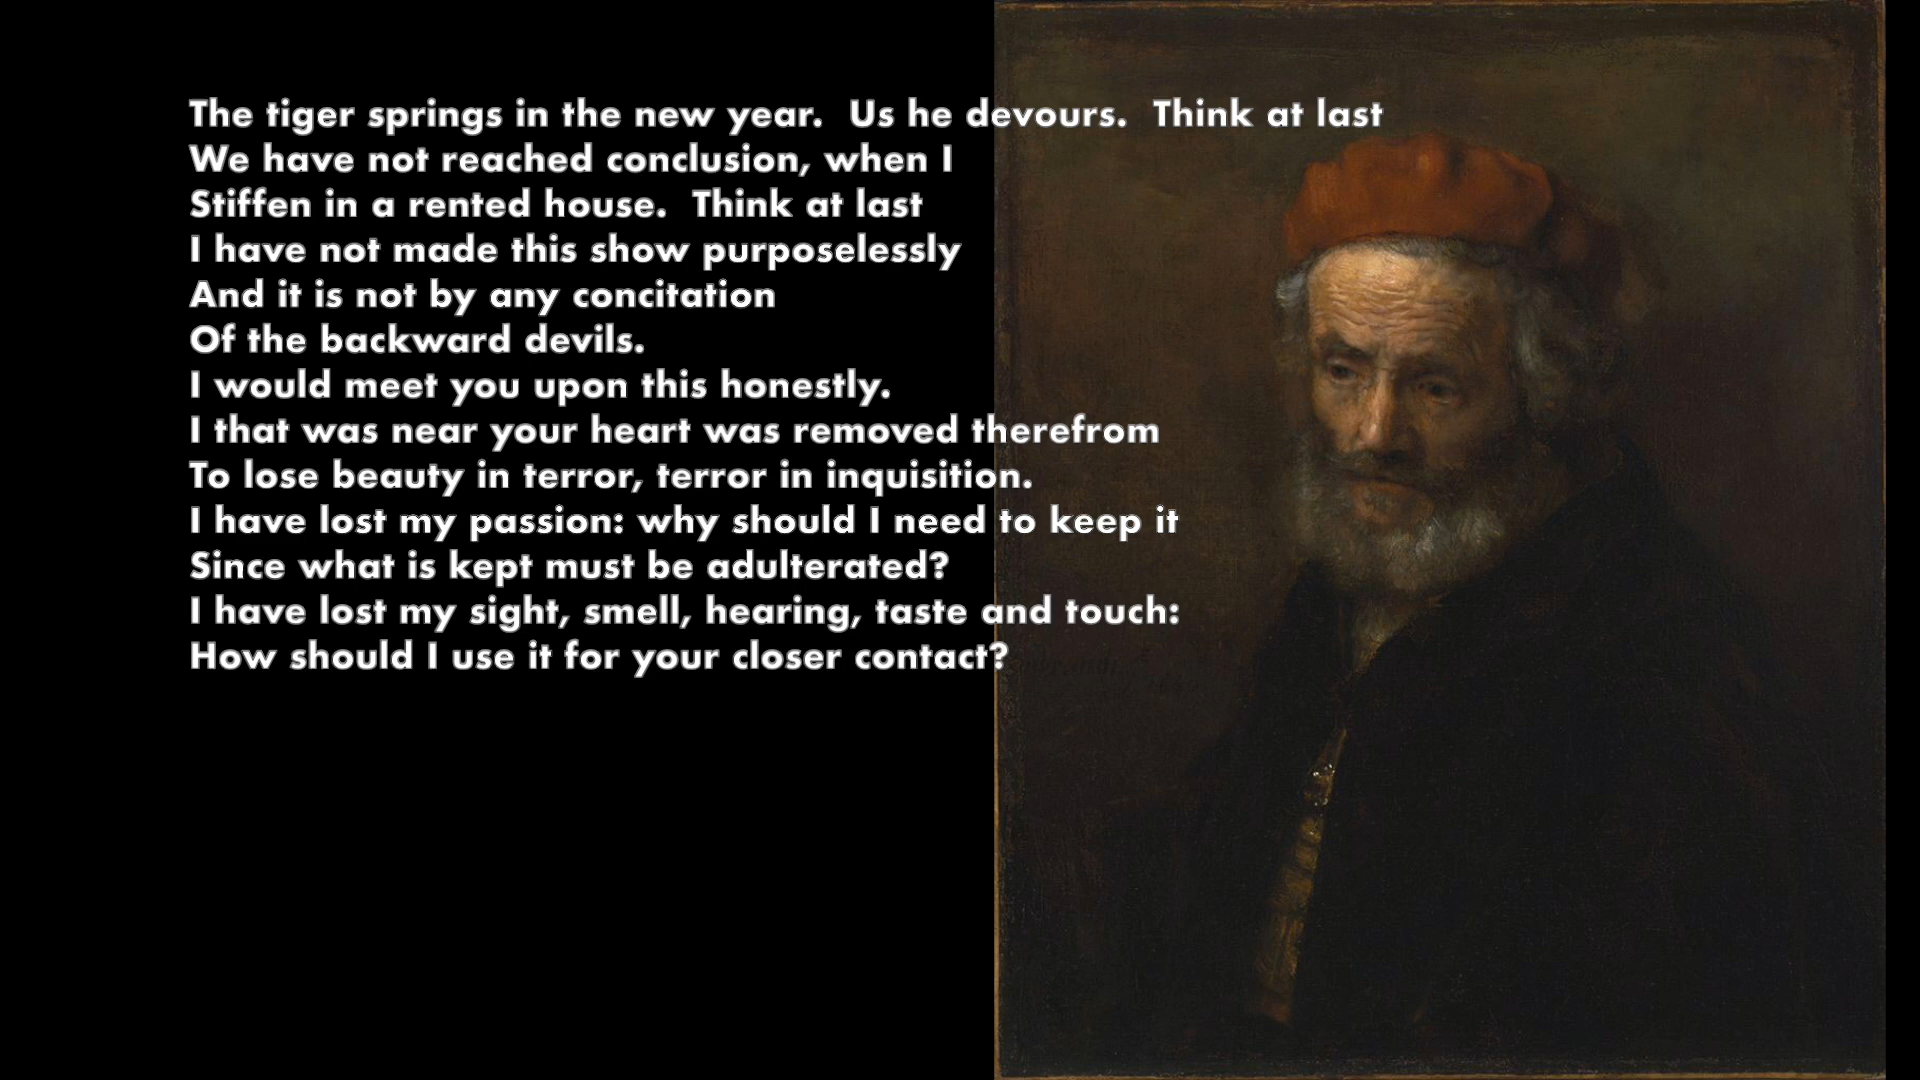 The tiger springs in the new year.  Us he devours.  Think at last
We have not reached conclusion, when I
Stiffen in a rented house.  Think at last
I have not made this show purposelessly
And it is not by any concitation
Of the backward devils.
I would meet you upon this honestly.
I that was near your heart was removed therefrom
To lose beauty in terror, terror in inquisition.
I have lost my passion: why should I need to keep it
Since what is kept must be adulterated?
I have lost my sight, smell, hearing, taste and touch:
How should I use it for your closer contact?